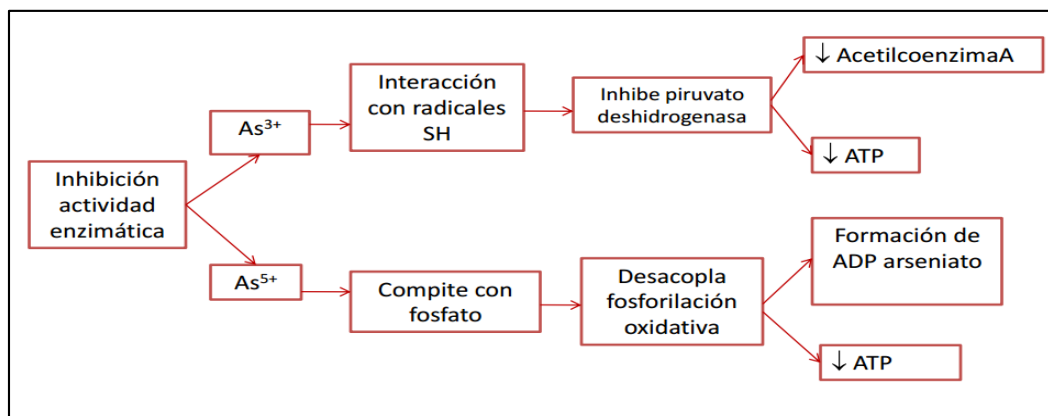 Inhibición
actividad
enzimática
As³⁺
Interacción
con radicales
SH
Inhibe piruvato
deshidrogenasa
↓ AcetilcoenzimaA
↓ ATP
As⁵⁺
Compite con
fosfato
Desacopla
fosforilación
oxidativa
Formación de
ADP arseniato
↓ ATP